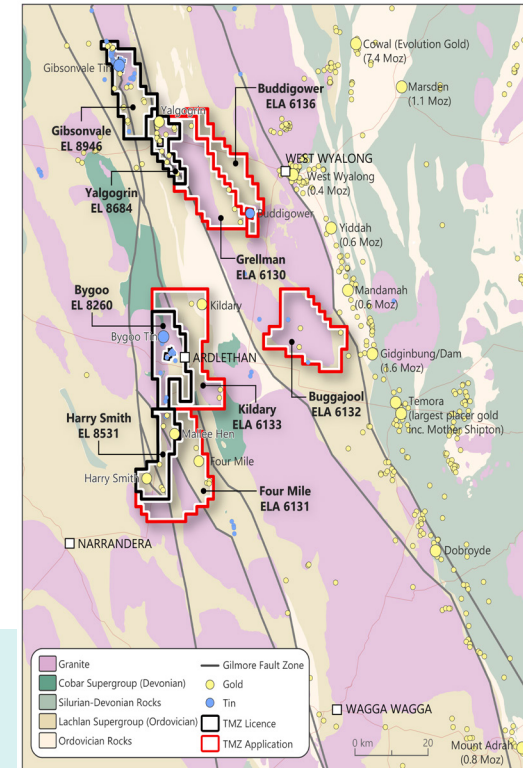 Cowal (Evolution Gold)
(7.4 Moz)
Gibsonvale Tin
Marsden
(1.1 Moz)
Buddigower
ELA 6136
Yalgogrin
Gibsonvale
EL 8946
WEST WYALONG
West Wyalong
(0.4 Moz)
Yalgogrin
EL 8684
Buddigower
Yiddah
(0.6 Moz)
Grellman
ELA 6130
Bygoo
EL 8260
Mandamah
(0.6 Moz)
Kildary
Bygoo Tin
ARDLETHAN
Gidginbung/Dam
(1.6 Moz)
Buggajool
ELA 6132
Kildary
ELA 6133
Temora
(largest placer gold
inc. Mother Shipton)
Harry Smith
EL 8531
Manee Hen
Four Mile
Harry Smith
Four Mile
ELA 6131
NARRANDERA
Dobroyde
Granite
Cobar Supergroup (Devonian)
Silurian-Devonian Rocks
Lachlan Supergroup (Ordovician)
Ordovician Rocks
Gilmore Fault Zone
Gold
Tin
TMZ Licence
TMZ Application
WAGGA WAGGA
0 km 20
Mount Adrah
(0.8 Moz)